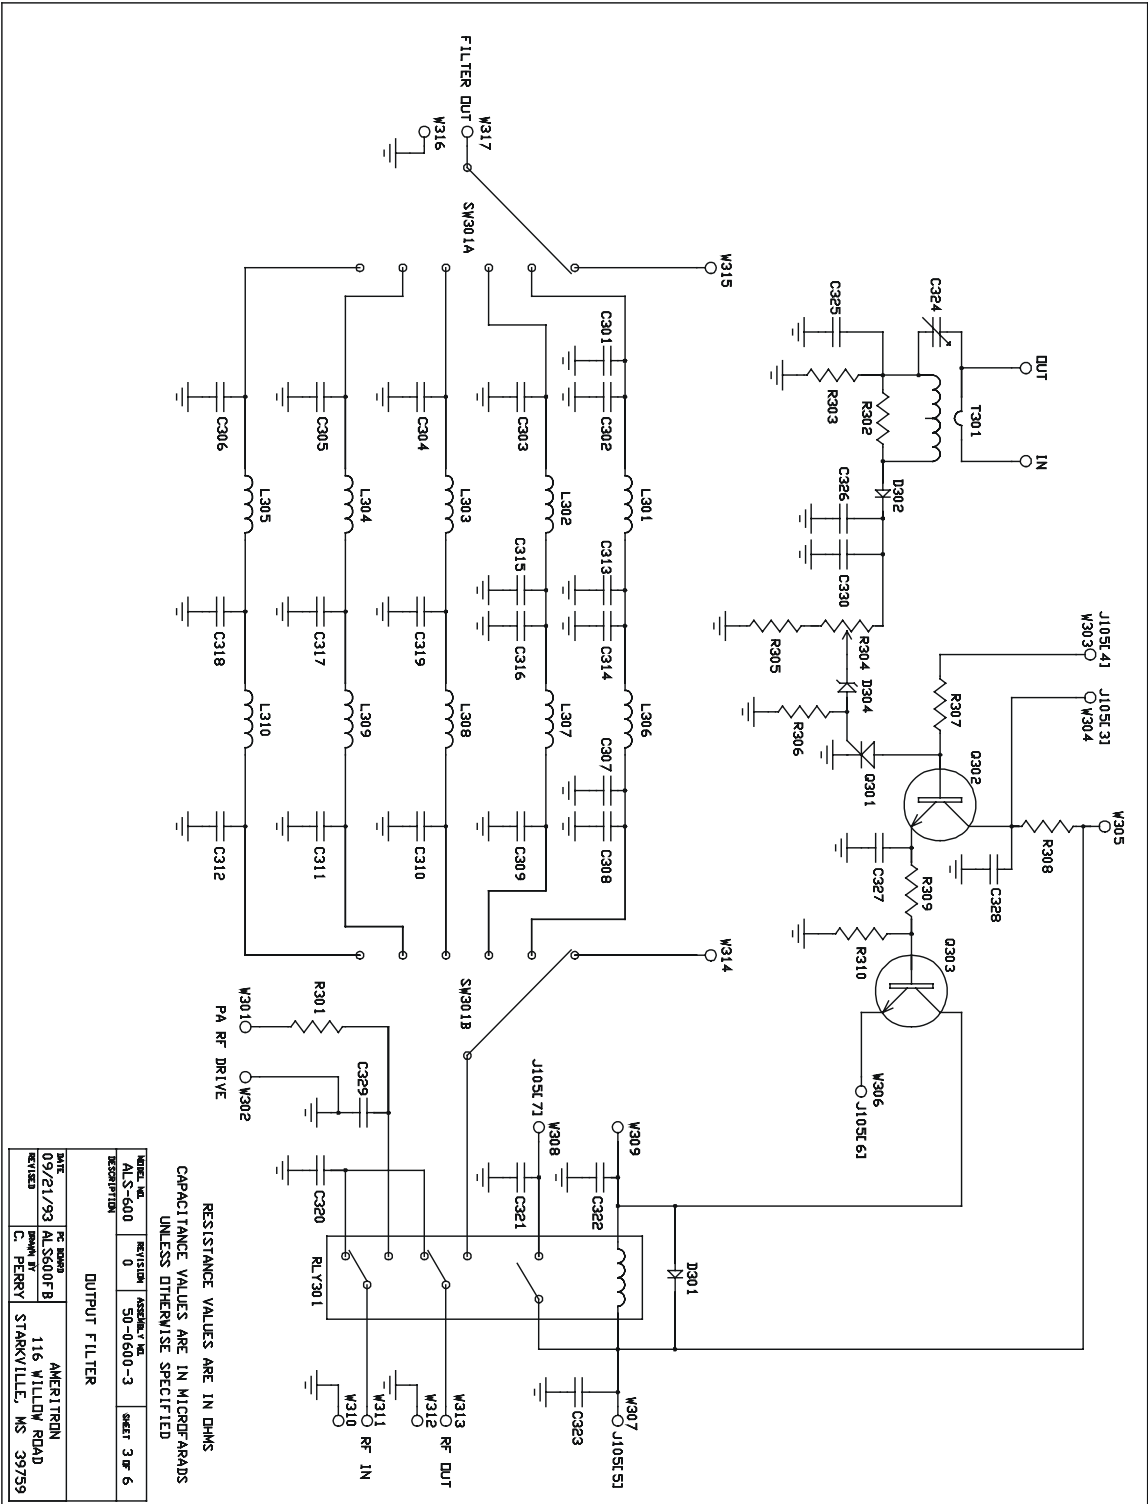 FILTER OUT
W317
W316
SW301A
W315
OUT
IN
T301
C324
C325
R303
R302
D302
C326
C330
R304
R305
D304
R306
Q301
J105[4]
W303
J105[3]
W304
R307
Q302
W305
R308
C328
C327
R309
R310
Q303
W306
J105[6]
C301
C302
L301
C313
C314
L306
C307
C308
C303
L302
C315
C316
L307
C309
C304
L303
C319
L308
C310
C305
L304
C317
L309
C311
C306
L305
C318
L310
C312
W314
SW301B
W301
R301
PA RF DRIVE
W302
C329
C320
J105[7]
W308
C321
W309
C322
D301
RLY301
W307
J105[5]
C323
W313
RF OUT
W312
W311
RF IN
W310
RESISTANCE VALUES ARE IN OHMS
CAPACITANCE VALUES ARE IN MICROFARADS
UNLESS OTHERWISE SPECIFIED
MODEL NO.
ALS-600
REVISION
0
ASSEMBLY NO.
50-0600-3
SHEET 3 OF 6
DESCRIPTION
OUTPUT FILTER
DATE
09/21/93
PC BOARD
ALS600FB
REVISED
DRAWN BY
C. PERRY
AMERITRON
116 WILLOW ROAD
STARKVILLE, MS 39759